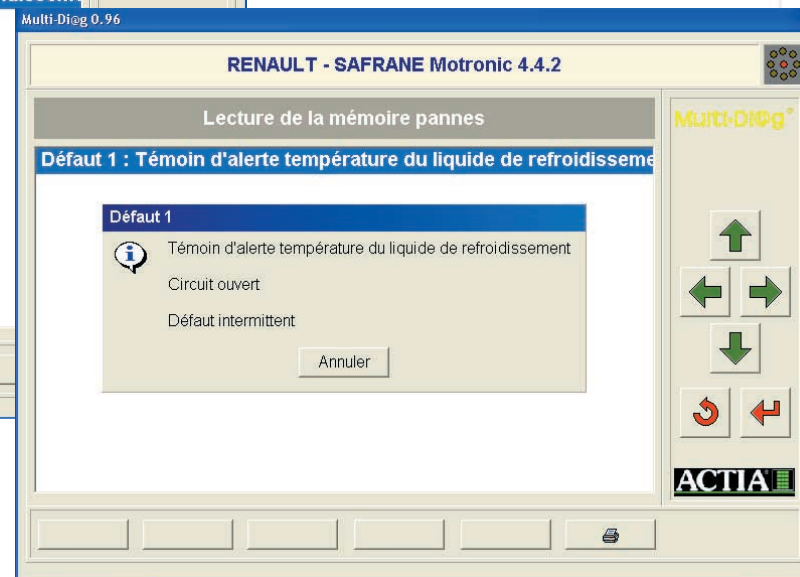 Multi-Di@g 0.96
RENAULT - SAFRANE Motronic 4.4.2
Lecture de la mémoire pannes
Multi-Di@g
Défaut 1 : Témoin d'alerte température du liquide de refroidisseme
Défaut 1
Témoin d'alerte température du liquide de refroidissement
Circuit ouvert
Défaut intermittent
Annuler
ACTIA